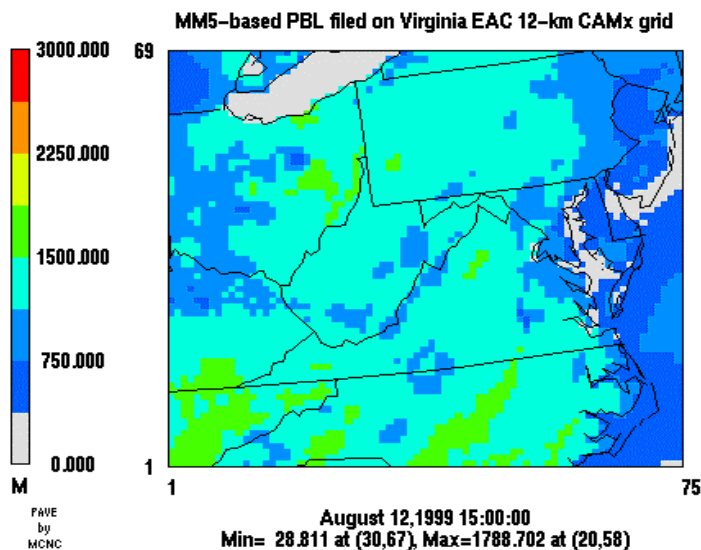 MM5-based PBL filed on Virginia EAC 12-km CAMx grid
3000.000
2250.000
1500.000
750.000
0.000
M
69
1
1
75
PAVE
by
MCNC
August 12,1999 15:00:00
Min= 28.811 at (30,67), Max=1788.702 at (20,58)